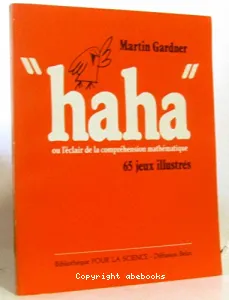 Martin Gardner
"haha"
ou l'éclair de la compréhension mathématique
65 jeux illustrés
Bibliothèque POUR LA SCIENCE - Diffusion Belin
Copyright abebooks